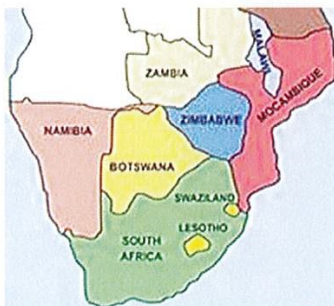 MALAWI
ZAMBIA
MOCAMBIQUE
ZIMBABWE
NAMIBIA
BOTSWANA
SWAZILAND
LESOTHO
SOUTH
AFRICA